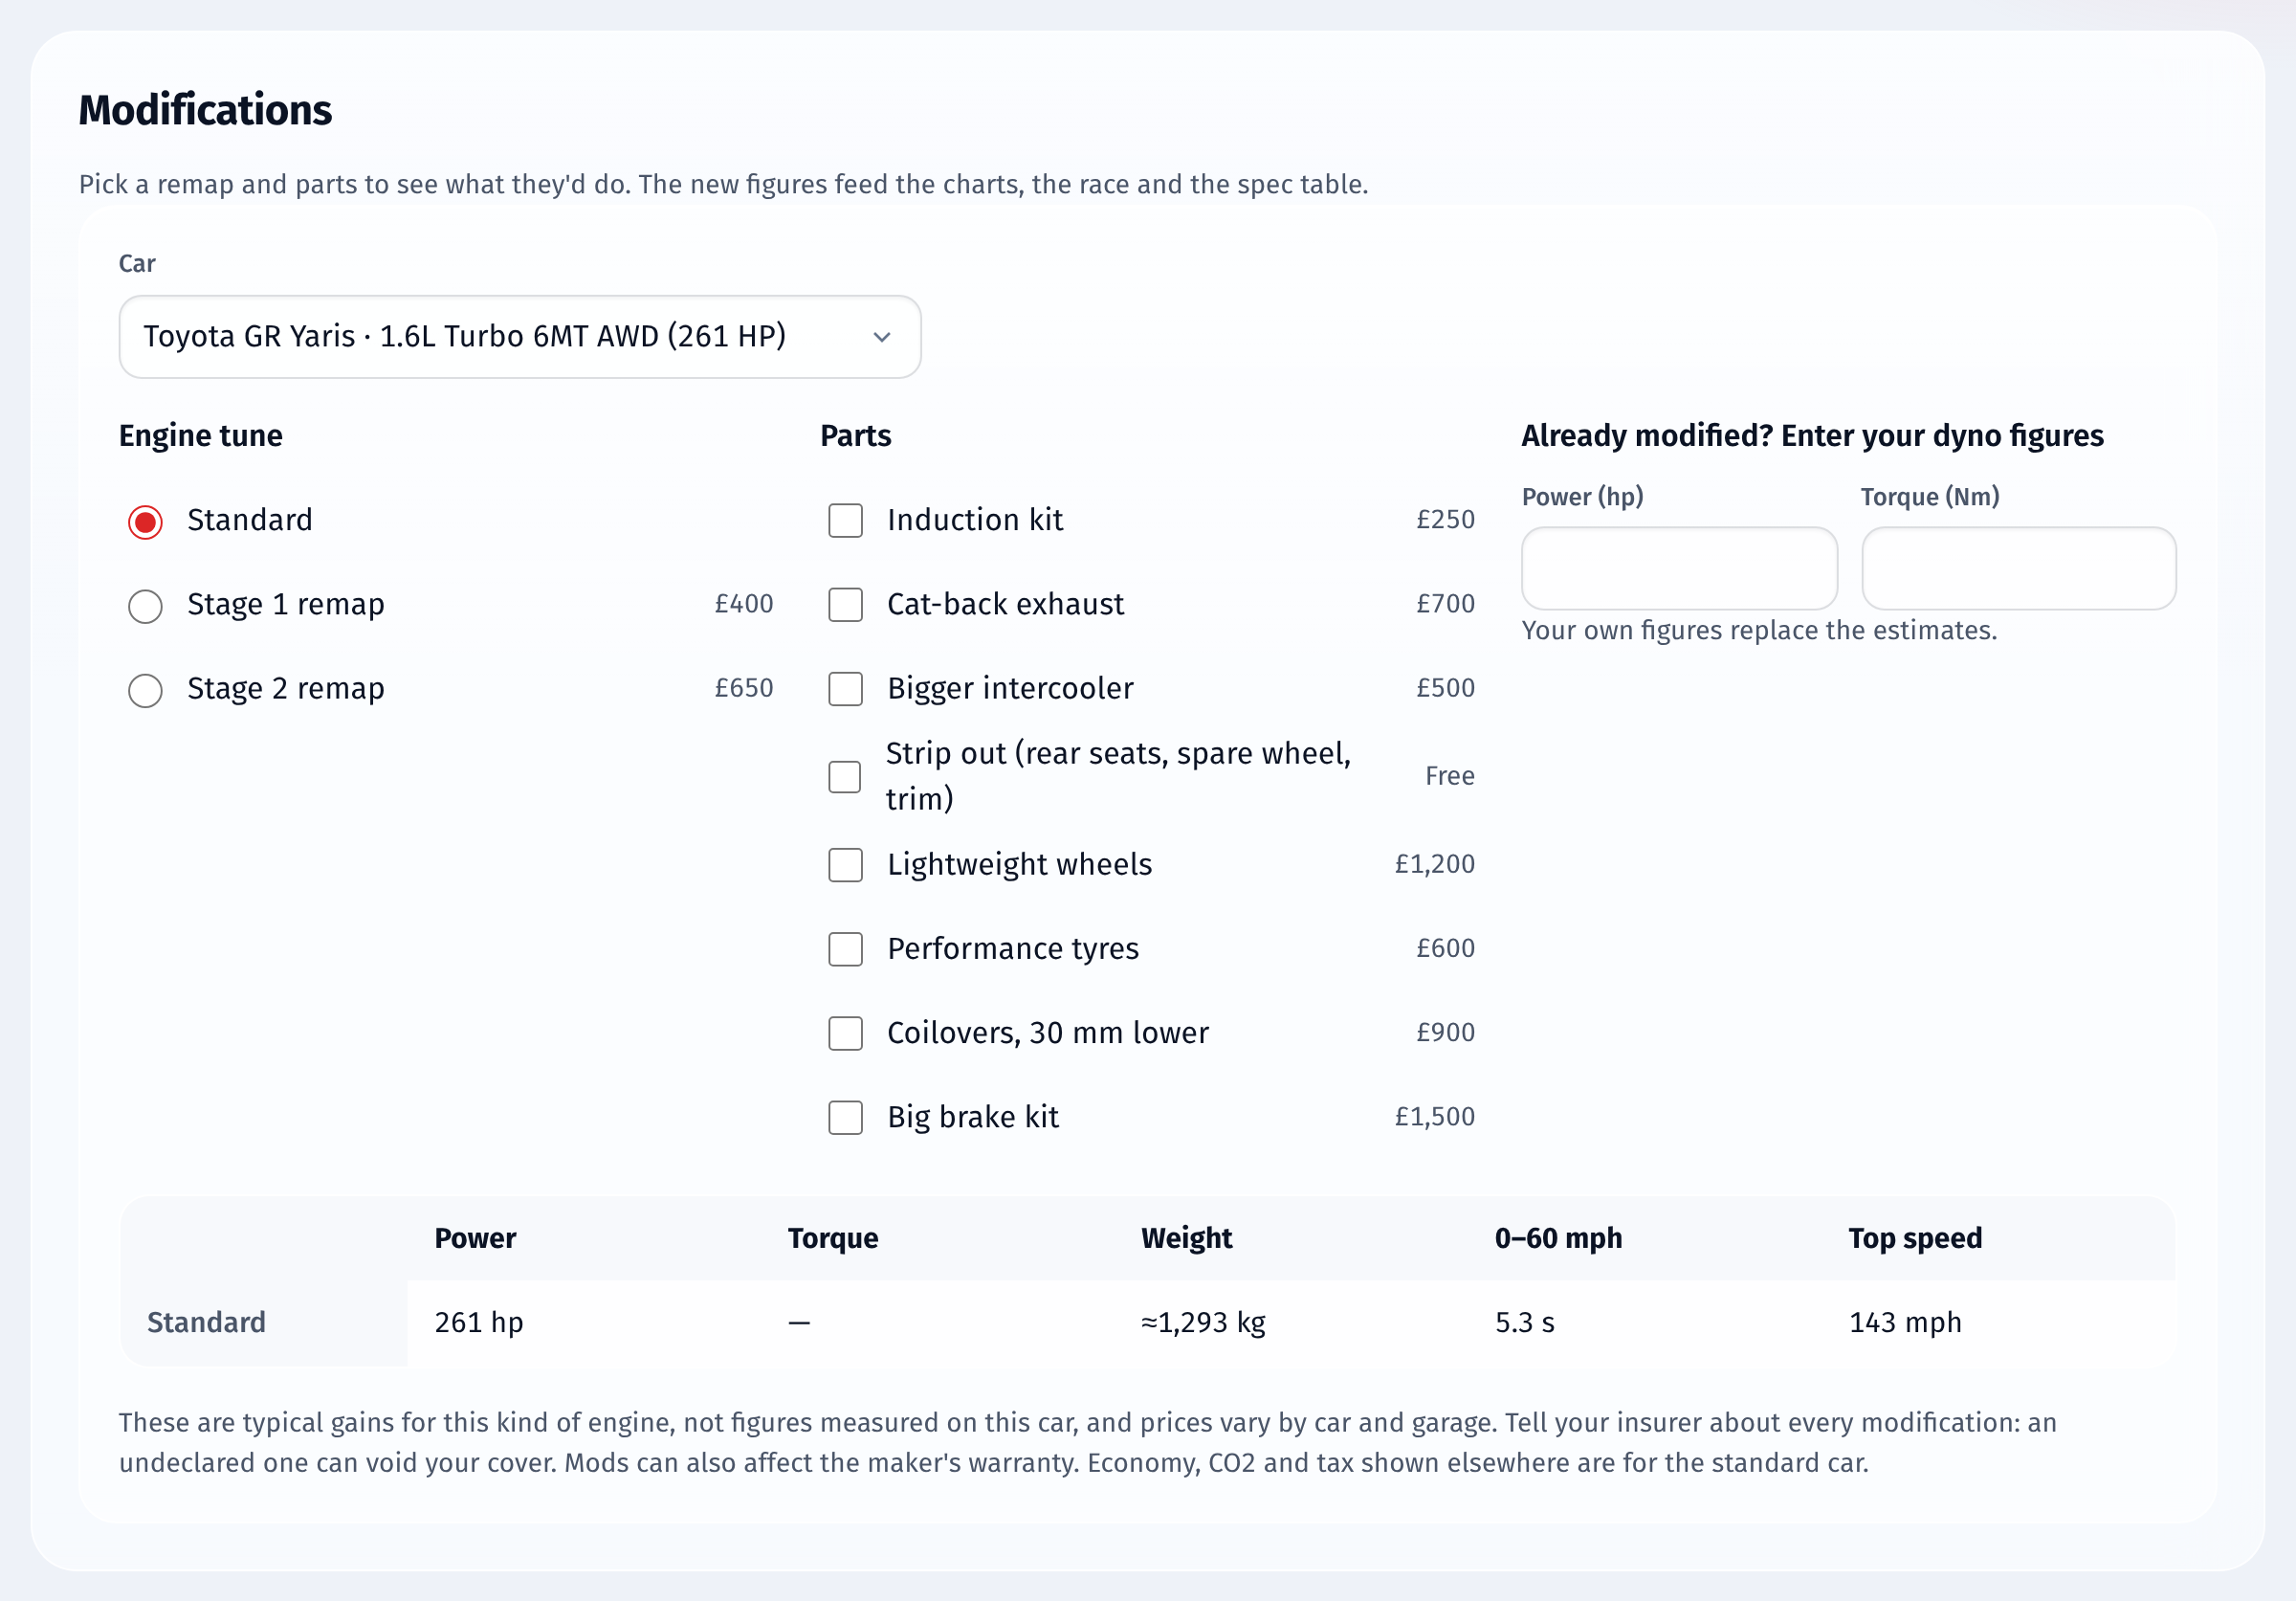 Modifications
Pick a remap and parts to see what they'd do. The new figures feed the charts, the race and the spec table.
Car
Toyota GR Yaris · 1.6L Turbo 6MT AWD (261 HP)
Engine tune
Standard
Stage 1 remap £400
Stage 2 remap £650
Parts
Induction kit £250
Cat-back exhaust £700
Bigger intercooler £500
Strip out (rear seats, spare wheel,
trim) Free
Lightweight wheels £1,200
Performance tyres £600
Coilovers, 30 mm lower £900
Big brake kit £1,500
Already modified? Enter your dyno figures
Power (hp) Torque (Nm)
Your own figures replace the estimates.
Power Torque Weight 0–60 mph Top speed
Standard 261 hp — ≈1,293 kg 5.3 s 143 mph
These are typical gains for this kind of engine, not figures measured on this car, and prices vary by car and garage. Tell your insurer about every modification: an
undeclared one can void your cover. Mods can also affect the maker's warranty. Economy, CO2 and tax shown elsewhere are for the standard car.